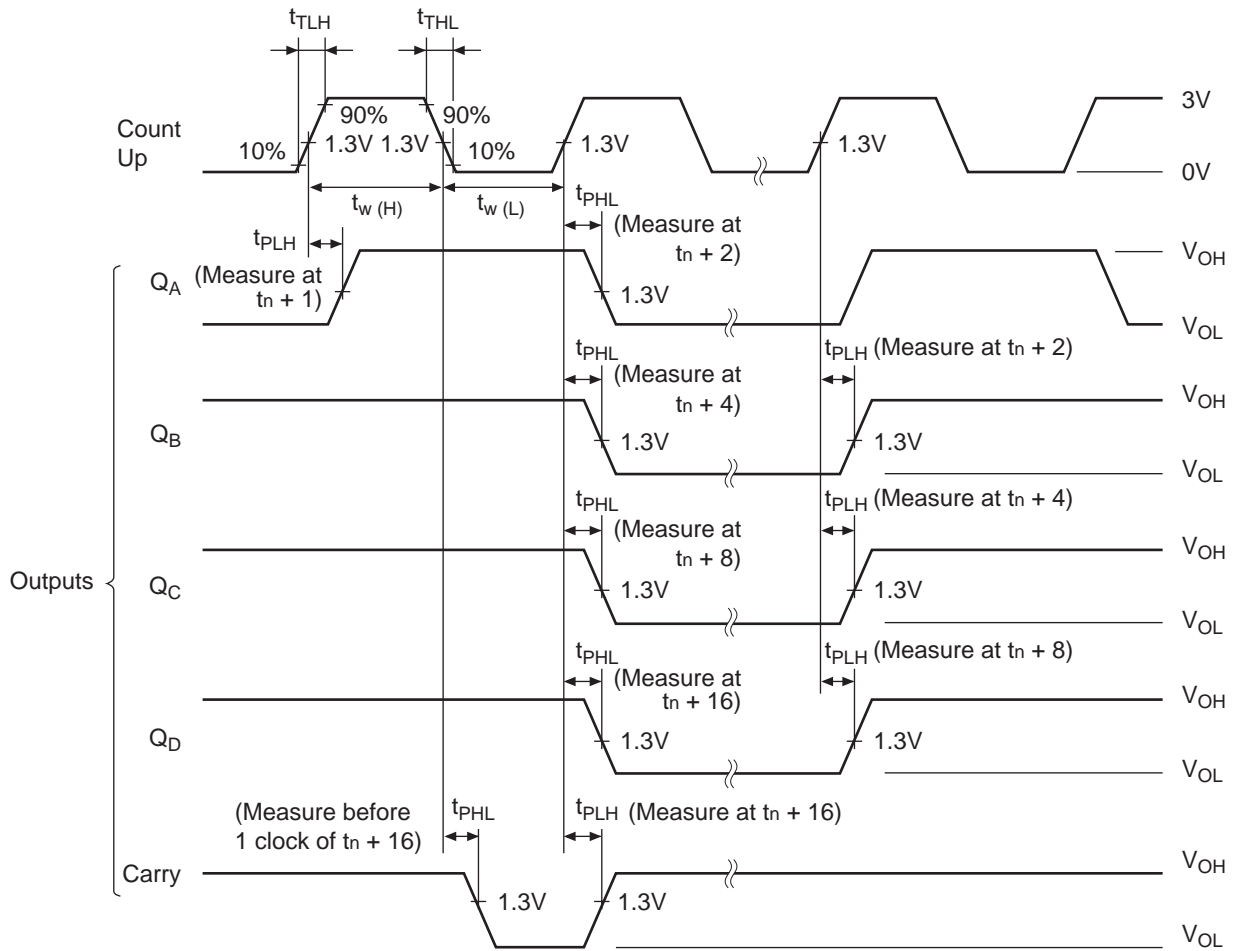 tTLH tTHL
Count
Up
10% 90% 1.3V 1.3V 90% 10% 1.3V 1.3V 3V
0V
tw (H) tw (L)
Outputs
QA
tPLH
(Measure at
tn + 1)
tPHL
(Measure at
tn + 2)
1.3V
VOH
VOL
QB
tPHL
(Measure at
tn + 4)
1.3V
tPLH (Measure at tn + 2)
1.3V
VOH
VOL
QC
tPHL
(Measure at
tn + 8)
1.3V
tPLH (Measure at tn + 4)
1.3V
VOH
VOL
QD
tPHL
(Measure at
tn + 16)
1.3V
tPLH (Measure at tn + 8)
1.3V
VOH
VOL
Carry
(Measure before
1 clock of tn + 16)
tPHL
1.3V
tPLH (Measure at tn + 16)
1.3V
VOH
VOL